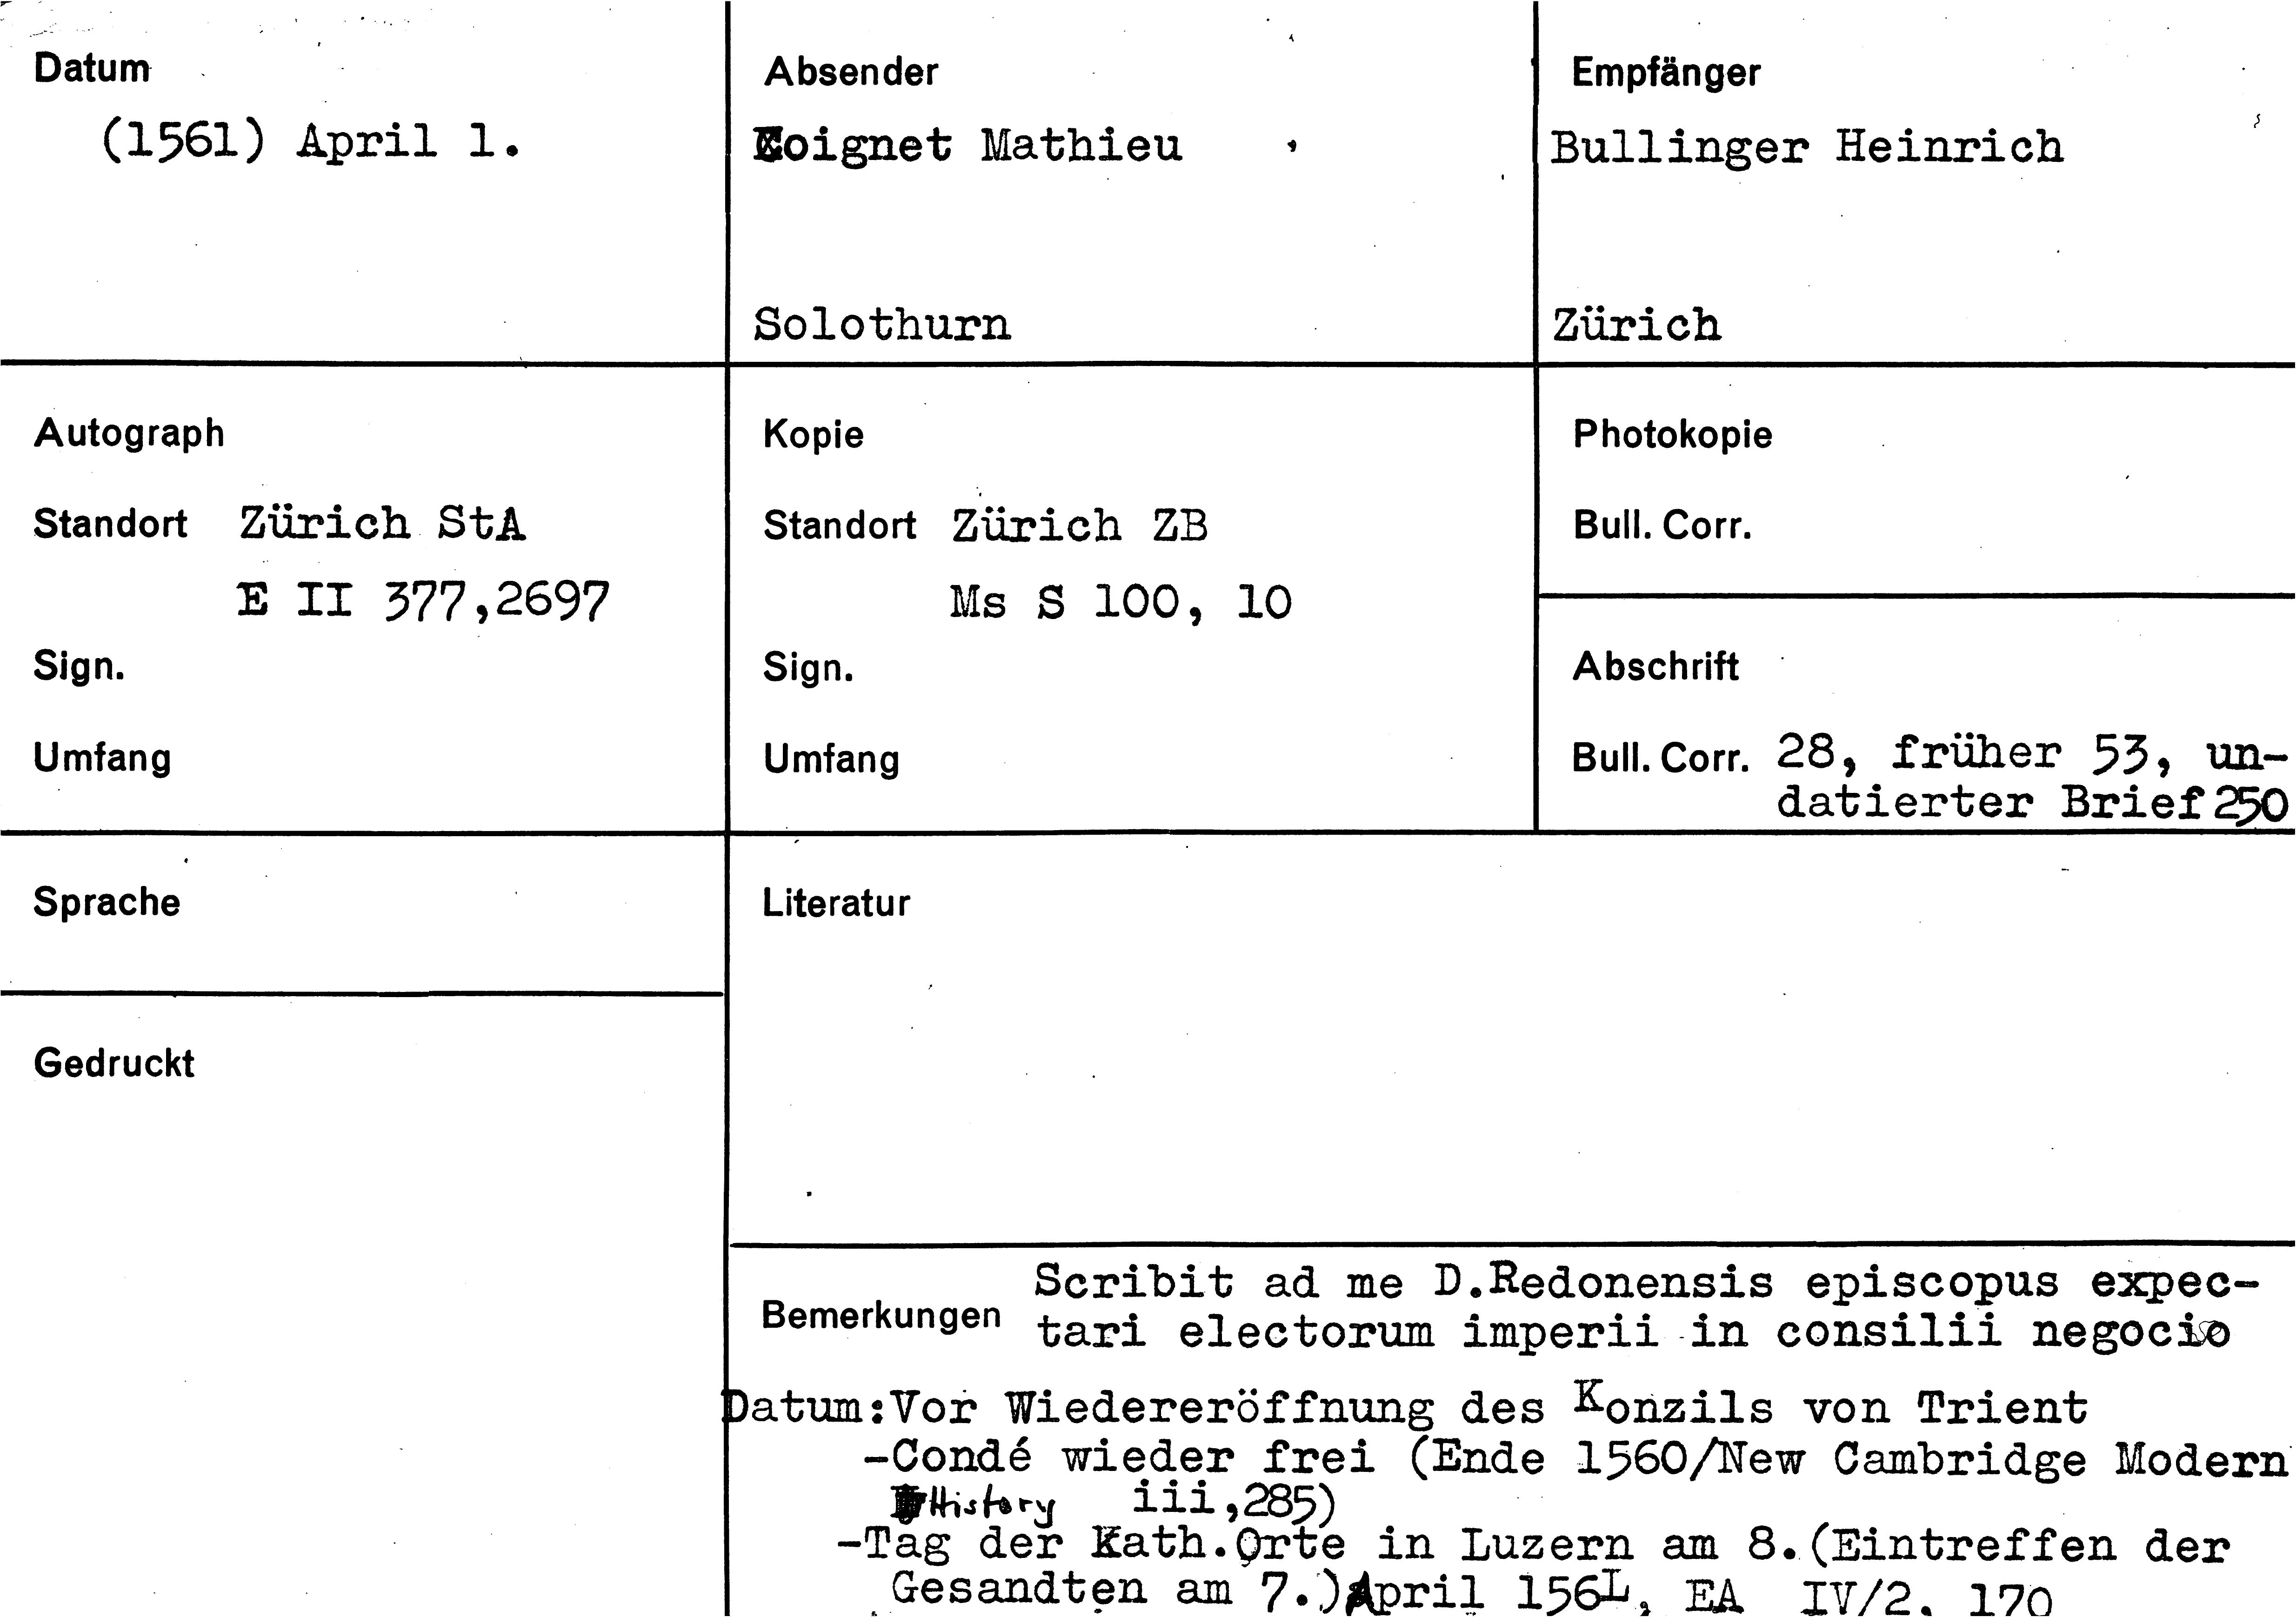 Datum
(1561) April 1.
Absender
Coignet Mathieu
Solothurn
Empfänger
Bullinger Heinrich
Zürich
Autograph
Standort Zürich StA
E II 377,2697
Sign.
Umfang
Kopie
Standort Zürich ZB
Ms S 100, 10
Sign.
Umfang
Photokopie
Bull. Corr.
Abschrift
Bull. Corr. 28, früher 53, un-
datierter Brief 250
Sprache
Gedruckt
Literatur
Bemerkungen
Scribit ad me D.Redonensis episcopus expec-
tari electorum imperii in consilii negocio
Datum:Vor Wiedereröffnung des Konzils von Trient
-Condé wieder frei (Ende 1560/New Cambridge Modern
History iii,285)
-Tag der Kath.Orte in Luzern am 8.(Eintreffen der
Gesandten am 7.)April 1561, EA IV/2, 170